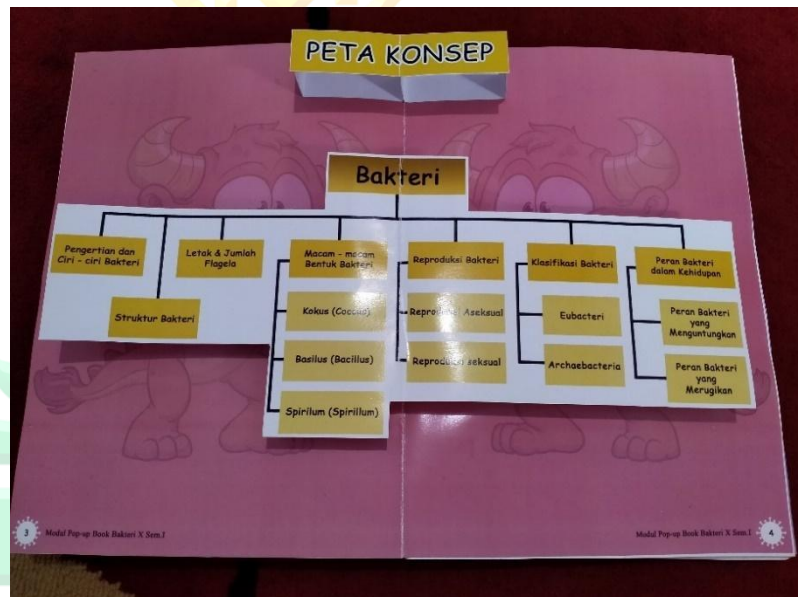 PETA KONSEP
Bakteri
Pengertian dan
Ciri - ciri Bakteri
Struktur Bakteri
Letak & Jumlah
Flagela
Macam - macam
Bentuk Bakteri
Kokus (Coccus)
Basilus (Bacillus)
Spirilum (Spirillum)
Reproduksi Bakteri
Reproduksi Aseksual
Reproduksi seksual
Klasifikasi Bakteri
Eubacteri
Archaebacteria
Peran Bakteri
dalam Kehidupan
Peran Bakteri
yang
Menguntungkan
Peran Bakteri
yang
Merugikan
3 Modul Pop-up Book Bakteri X Sem.I
Modul Pop-up Book Bakteri X Sem.I 4